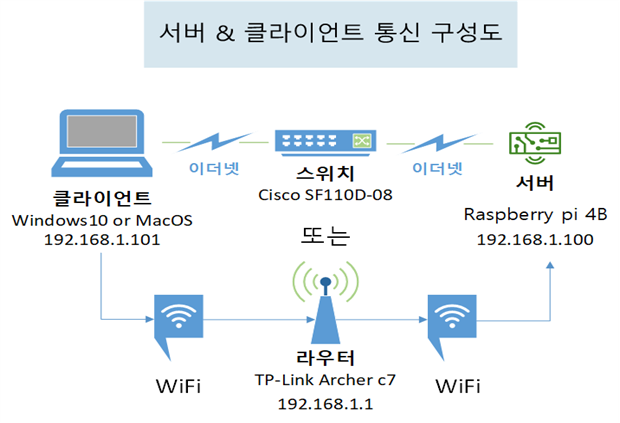 서버 & 클라이언트 통신 구성도
이더넷
이더넷
클라이언트
Windows10 or MacOS
192.168.1.101
스위치
Cisco SF110D-08
서버
Raspberry pi 4B
192.168.1.100
또는
WiFi
라우터
TP-Link Archer c7
192.168.1.1
WiFi